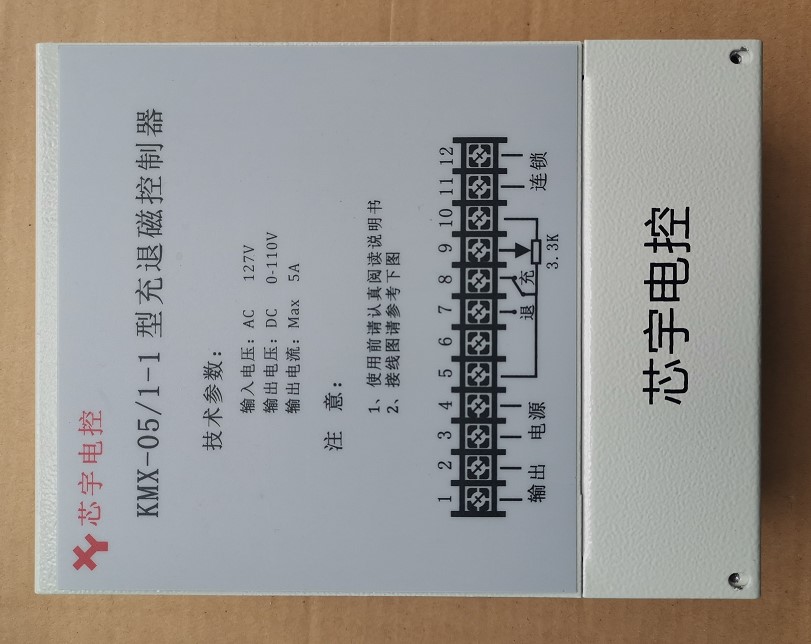 XY 芯宇电控
KMX-05/1-1 型充退磁控制器
技术参数：
输入电压：AC 127V
输出电压：DC 0-110V
输出电流：Max 5A
注 意：
1、使用前请认真阅读说明书
2、接线图请参考下图
1 2 3 4 5 6 7 8 9 10 11 12
退 充
3.3K
输出 电源 连锁
芯宇电控